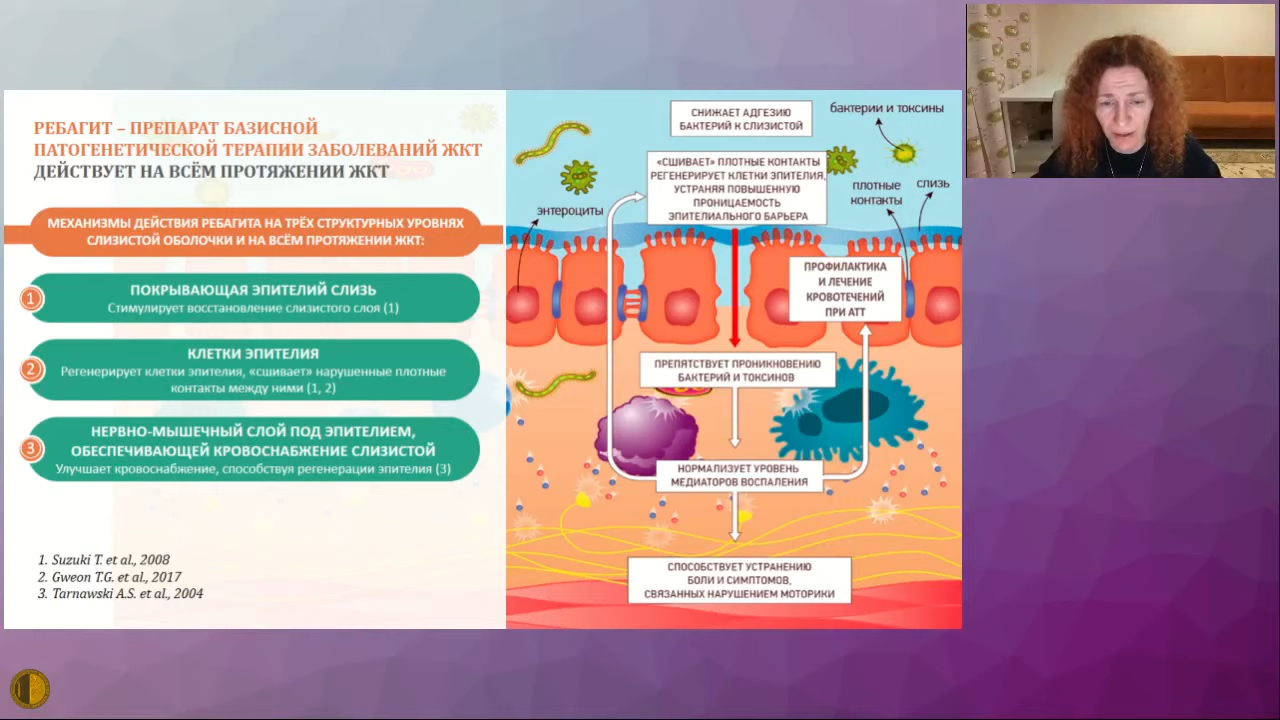 РЕБАГИТ – ПРЕПАРАТ БАЗИСНОЙ
ПАТОГЕНЕТИЧЕСКОЙ ТЕРАПИИ ЗАБОЛЕВАНИЙ ЖКТ
ДЕЙСТВУЕТ НА ВСЁМ ПРОТЯЖЕНИИ ЖКТ
МЕХАНИЗМЫ ДЕЙСТВИЯ РЕБАГИТА НА ТРЁХ СТРУКТУРНЫХ УРОВНЯХ
СЛИЗИСТОЙ ОБОЛОЧКИ И НА ВСЁМ ПРОТЯЖЕНИИ ЖКТ:
1
ПОКРЫВАЮЩАЯ ЭПИТЕЛИЙ СЛИЗЬ
Стимулирует восстановление слизистого слоя (1)
2
КЛЕТКИ ЭПИТЕЛИЯ
Регенерирует клетки эпителия, «сшивает» нарушенные плотные
контакты между ними (1, 2)
3
НЕРВНО-МЫШЕЧНЫЙ СЛОЙ ПОД ЭПИТЕЛИЕМ,
ОБЕСПЕЧИВАЮЩЕЙ КРОВОСНАБЖЕНИЕ СЛИЗИСТОЙ
Улучшает кровоснабжение, способствуя регенерации эпителия (3)
1. Suzuki T. et al., 2008
2. Gweon T.G. et al., 2017
3. Tarnawski A.S. et al., 2004
СНИЖАЕТ АДГЕЗИЮ
БАКТЕРИЙ К СЛИЗИСТОЙ
бактерии и токсины
«СШИВАЕТ» ПЛОТНЫЕ КОНТАКТЫ
РЕГЕНЕРИРУЕТ КЛЕТКИ ЭПИТЕЛИЯ,
УСТРАНЯЯ ПОВЫШЕННУЮ
ПРОНИЦАЕМОСТЬ
ЭПИТЕЛИАЛЬНОГО БАРЬЕРА
плотные
контакты
слизь
энтероциты
ПРОФИЛАКТИКА
И ЛЕЧЕНИЕ
КРОВОТЕЧЕНИЙ
ПРИ АТТ
ПРЕПЯТСТВУЕТ ПРОНИКНОВЕНИЮ
БАКТЕРИЙ И ТОКСИНОВ
НОРМАЛИЗУЕТ УРОВЕНЬ
МЕДИАТОРОВ ВОСПАЛЕНИЯ
СПОСОБСТВУЕТ УСТРАНЕНИЮ
БОЛИ И СИМПТОМОВ,
СВЯЗАННЫХ НАРУШЕНИЕМ МОТОРИКИ